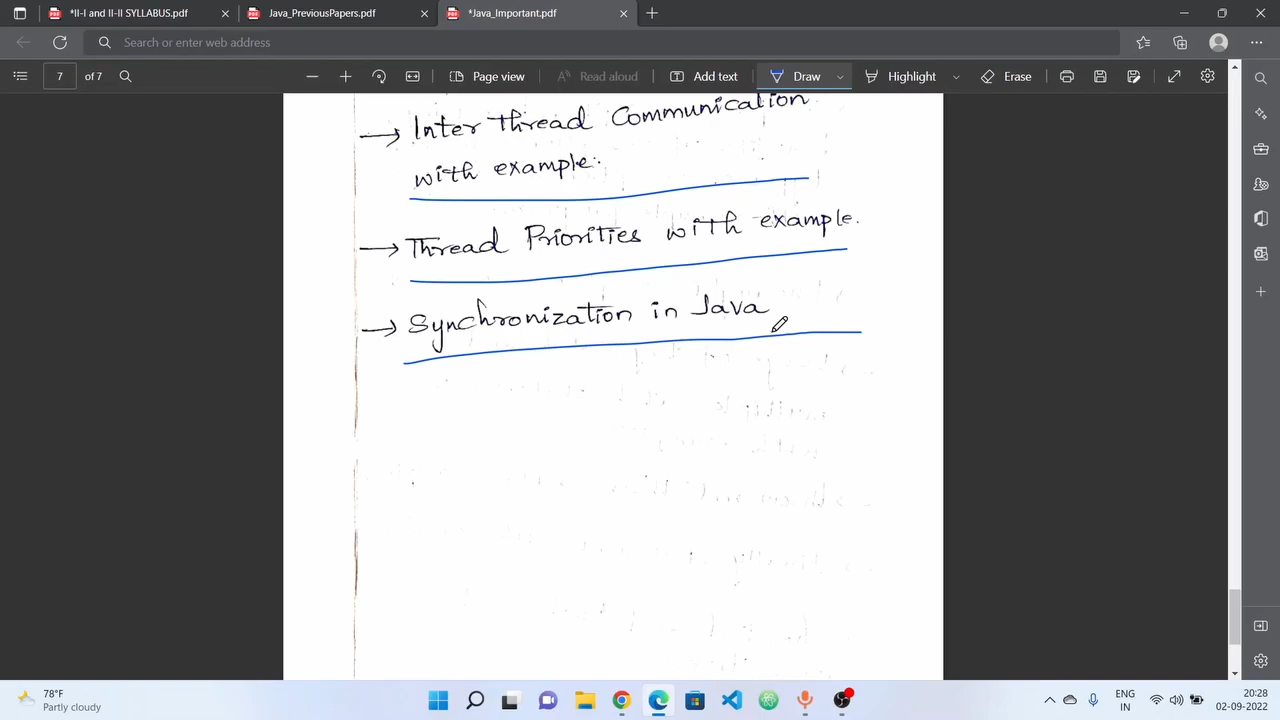 *II-I and II-II SYLLABUS.pdf
Java_PreviousPapers.pdf
*Java_Important.pdf
Search or enter web address
7 of 7
Page view
Read aloud
Add text
Draw
Highlight
Erase
→ Inter Thread Communication
with example.
→ Thread Priorities with example.
→ Synchronization in Java
78°F
Partly cloudy
ENG
IN
20:28
02-09-2022